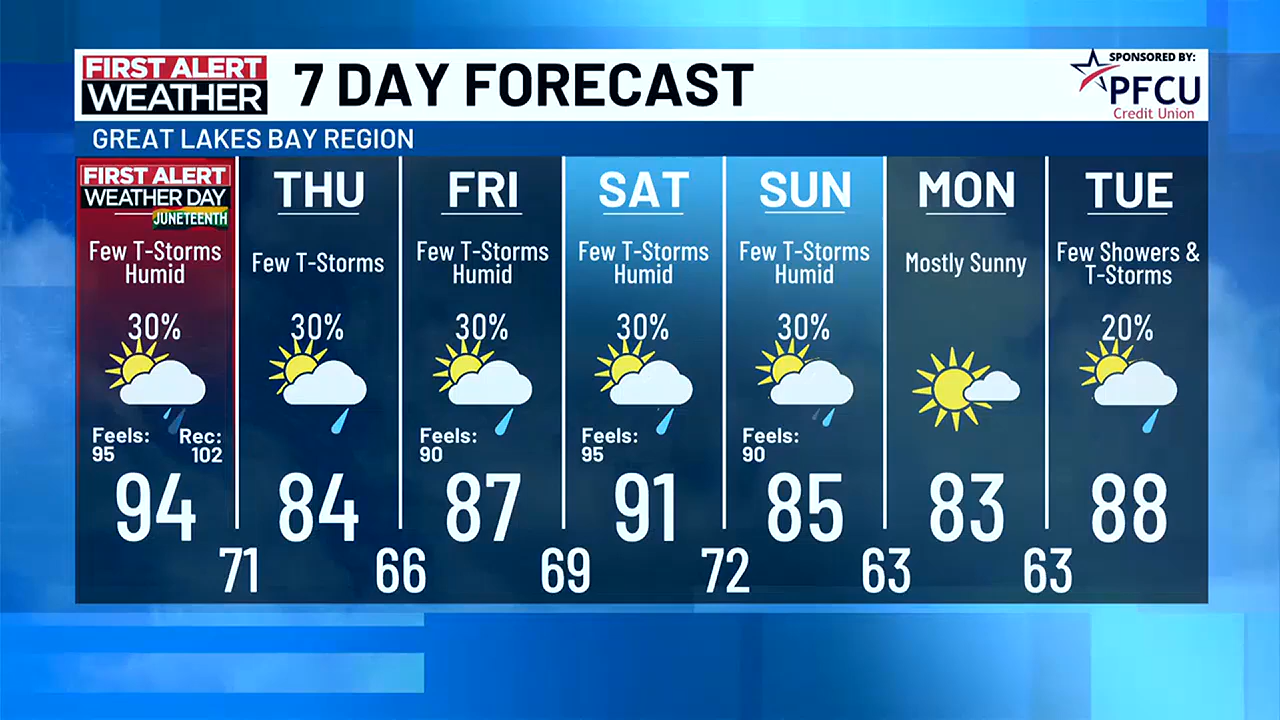 FIRST ALERT
WEATHER
7 DAY FORECAST
SPONSORED BY:
PFCU
Credit Union
GREAT LAKES BAY REGION
FIRST ALERT
WEATHER DAY
JUNETEENTH
Few T-Storms
Humid
30%
Feels:
95
Rec:
102
94
THU
Few T-Storms
30%
84
FRI
Few T-Storms
Humid
30%
Feels:
90
87
SAT
Few T-Storms
Humid
30%
Feels:
95
91
SUN
Few T-Storms
Humid
30%
Feels:
90
85
MON
Mostly Sunny
83
TUE
Few Showers &
T-Storms
20%
88
71 66 69 72 63 63